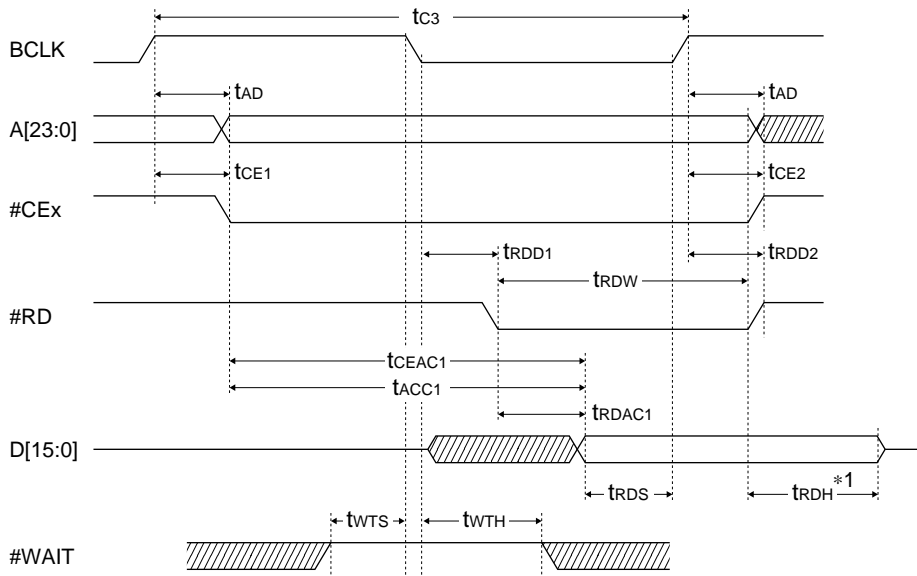 tC3
BCLK
tAD tAD
A[23:0]
tCE1 tCE2
#CEx
tRDD1 tRDD2
tRDW
#RD
tCEAC1
tACC1
tRDAC1
D[15:0]
tRDS tRDH*1
tWTS tWTH
#WAIT